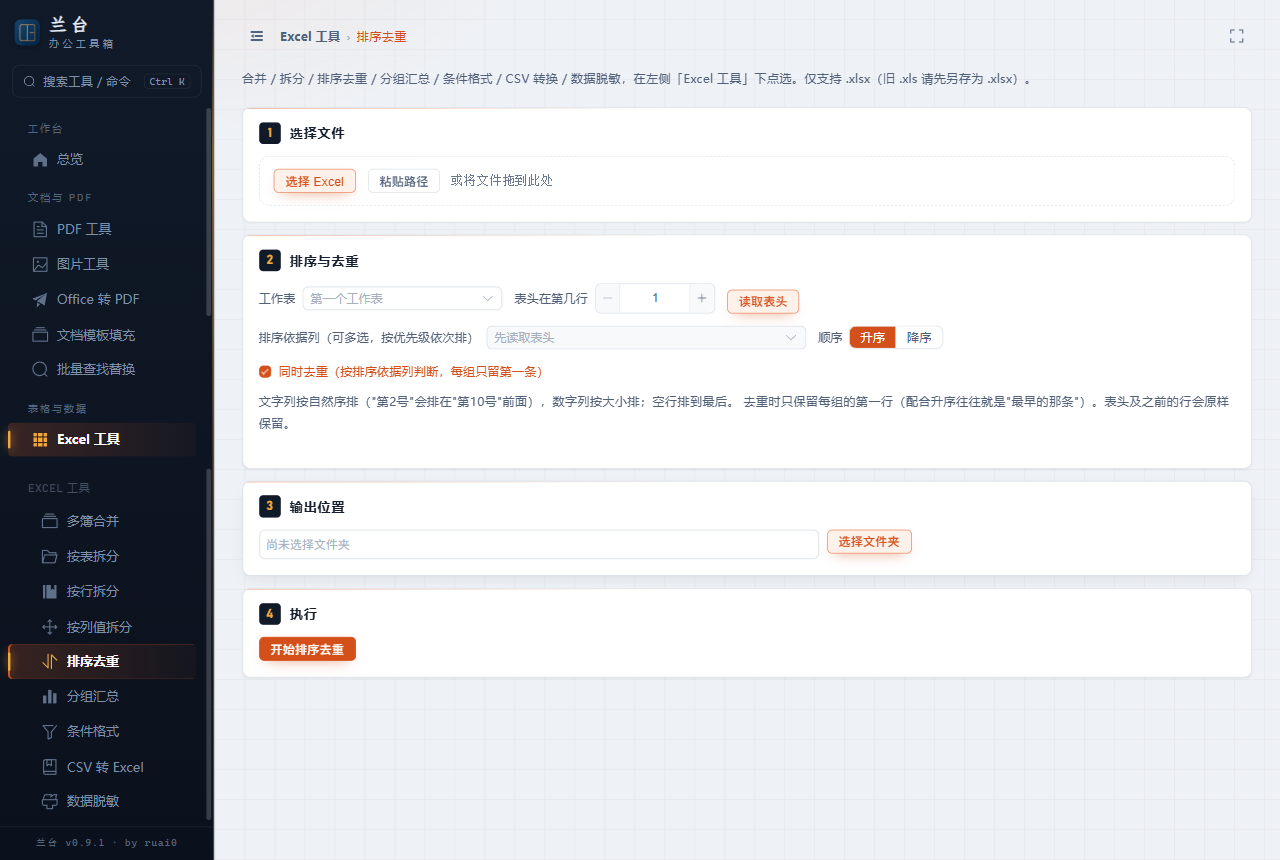 兰台
办公工具箱
搜索工具 / 命令 Ctrl K
工作台
总览
文档与 PDF
PDF 工具
图片工具
Office 转 PDF
文档模板填充
批量查找替换
表格与数据
Excel 工具
EXCEL 工具
多簿合并
按表拆分
按行拆分
按列值拆分
排序去重
分组汇总
条件格式
CSV 转 Excel
数据脱敏
兰台 v0.9.1 · by ruai0
Excel 工具 › 排序去重
合并 / 拆分 / 排序去重 / 分组汇总 / 条件格式 / CSV 转换 / 数据脱敏，在左侧「Excel 工具」下点选。仅支持 .xlsx（旧 .xls 请先另存为 .xlsx）。
1 选择文件
选择 Excel 粘贴路径 或将文件拖到此处
2 排序与去重
工作表 第一个工作表 表头在第几行 − 1 + 读取表头
排序依据列（可多选，按优先级依次排） 先读取表头 顺序 升序 降序
同时去重（按排序依据列判断，每组只留第一条）
文字列按自然序排（"第2号"会排在"第10号"前面），数字列按大小排；空行排到最后。 去重时只保留每组的第一行（配合升序往往就是"最早的那条"）。表头及之前的行会原样
保留。
3 输出位置
尚未选择文件夹 选择文件夹
4 执行
开始排序去重